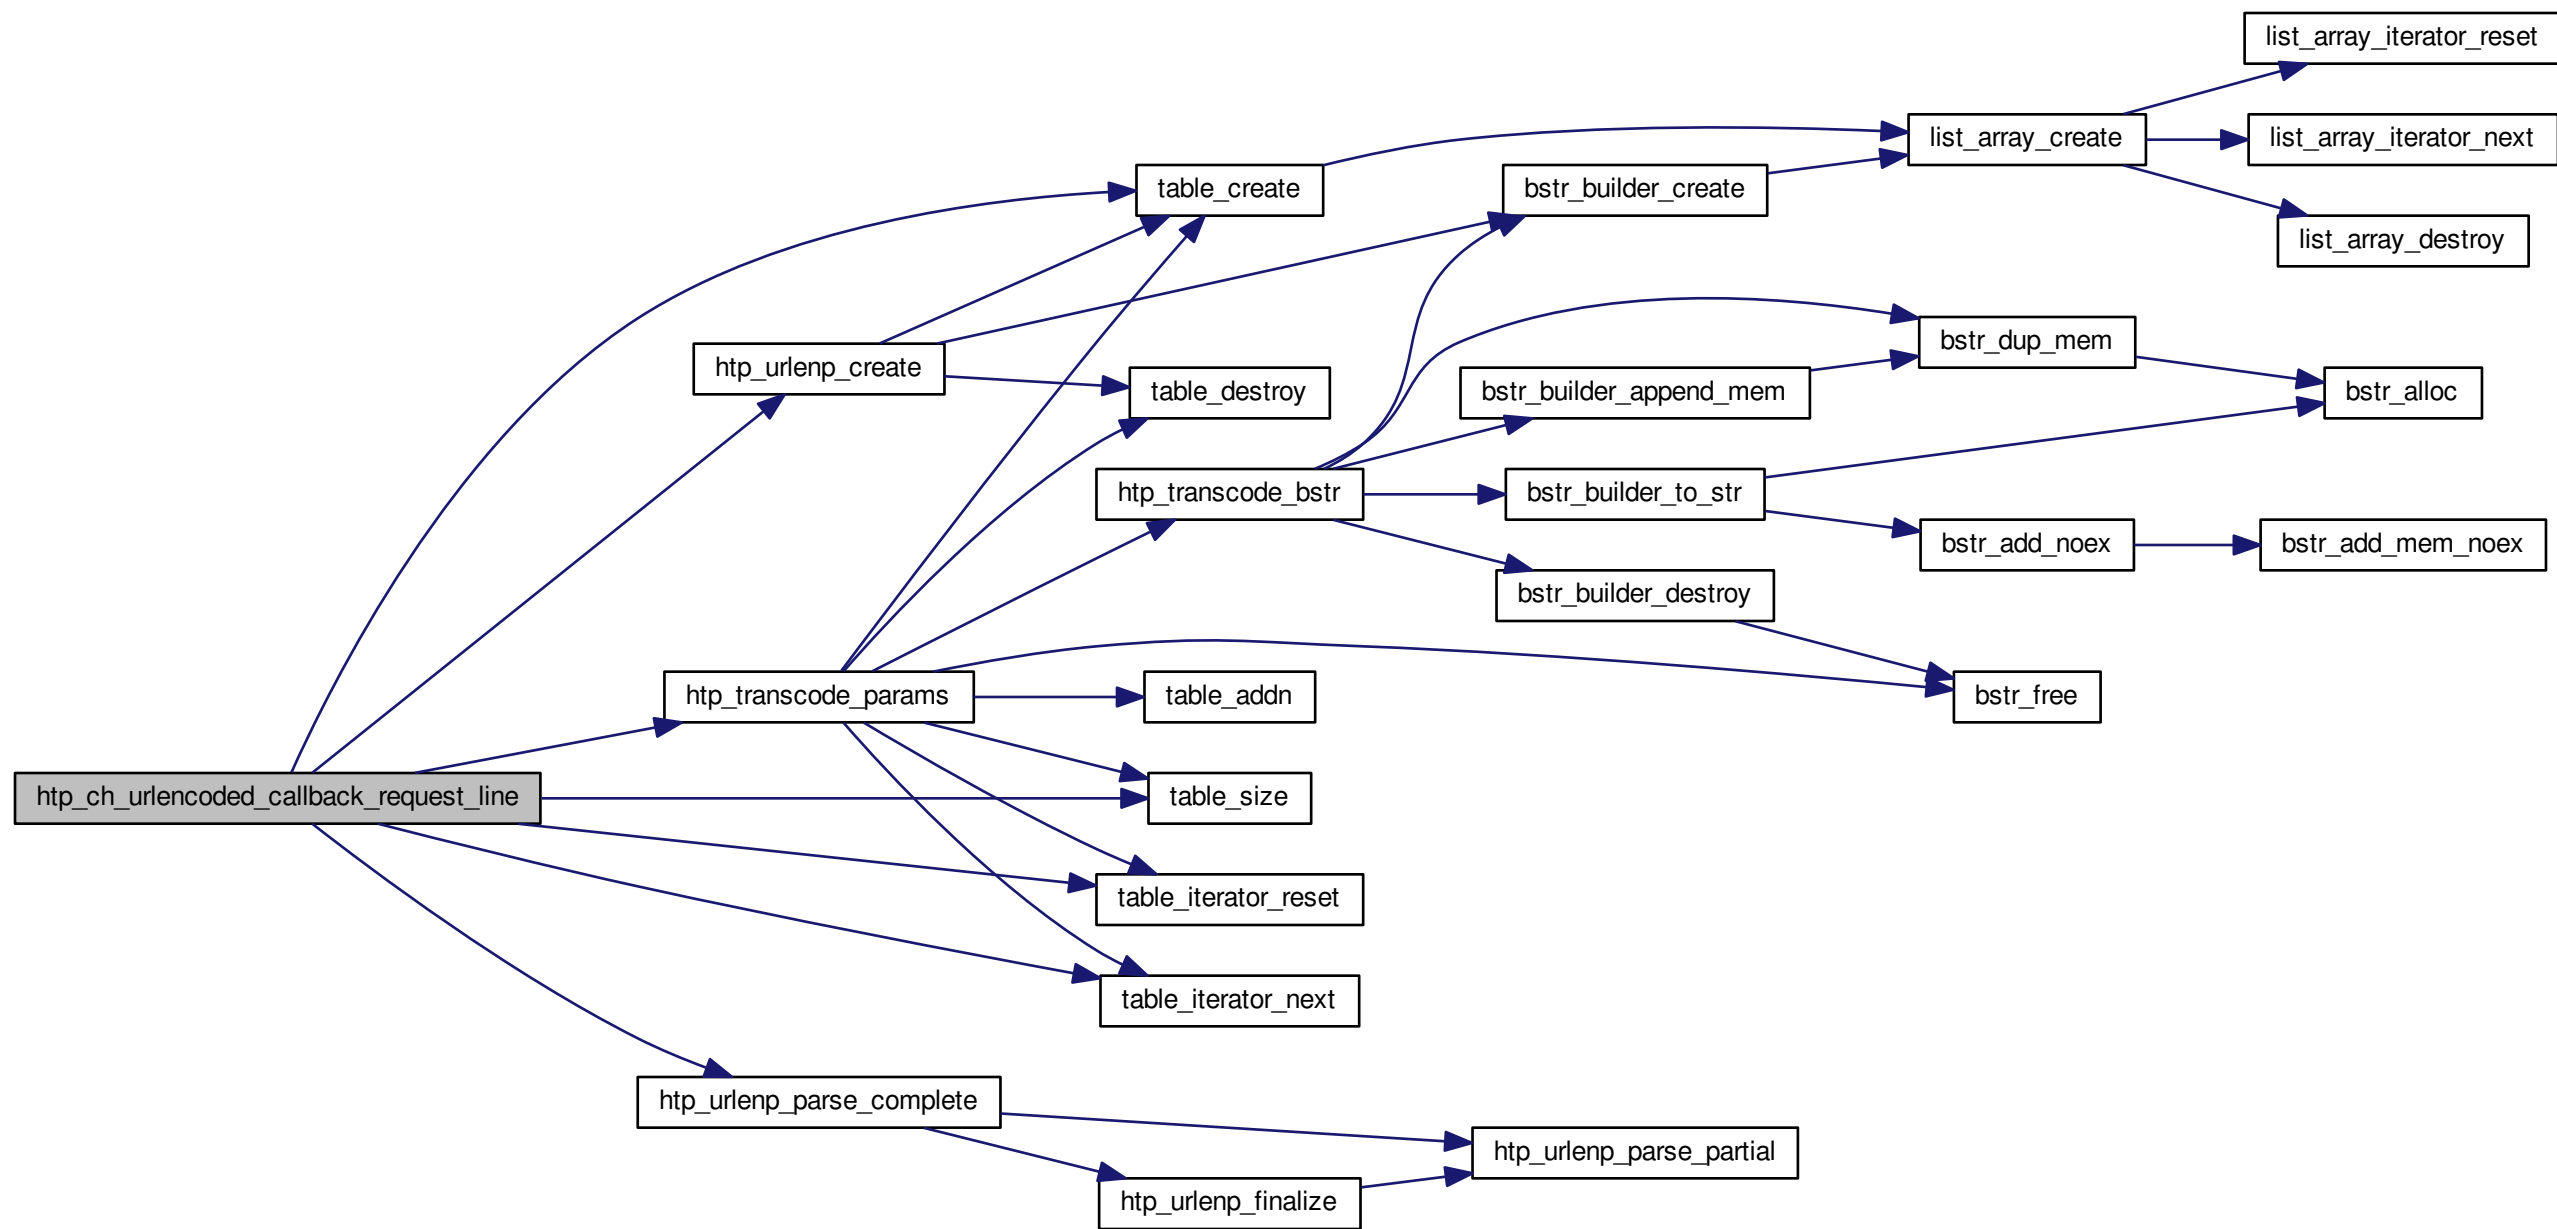 list_array_iterator_reset
list_array_create
list_array_iterator_next
table_create
bstr_builder_create
list_array_destroy
htp_urlenp_create
bstr_dup_mem
table_destroy
bstr_builder_append_mem
bstr_alloc
htp_transcode_bstr
bstr_builder_to_str
bstr_add_noex
bstr_add_mem_noex
bstr_builder_destroy
htp_transcode_params
table_addn
bstr_free
htp_ch_urlencoded_callback_request_line
table_size
table_iterator_reset
table_iterator_next
htp_urlenp_parse_complete
htp_urlenp_parse_partial
htp_urlenp_finalize